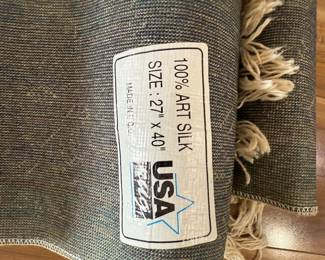 100% ART SILK
SIZE : 27" x 40"
MADE IN
USA